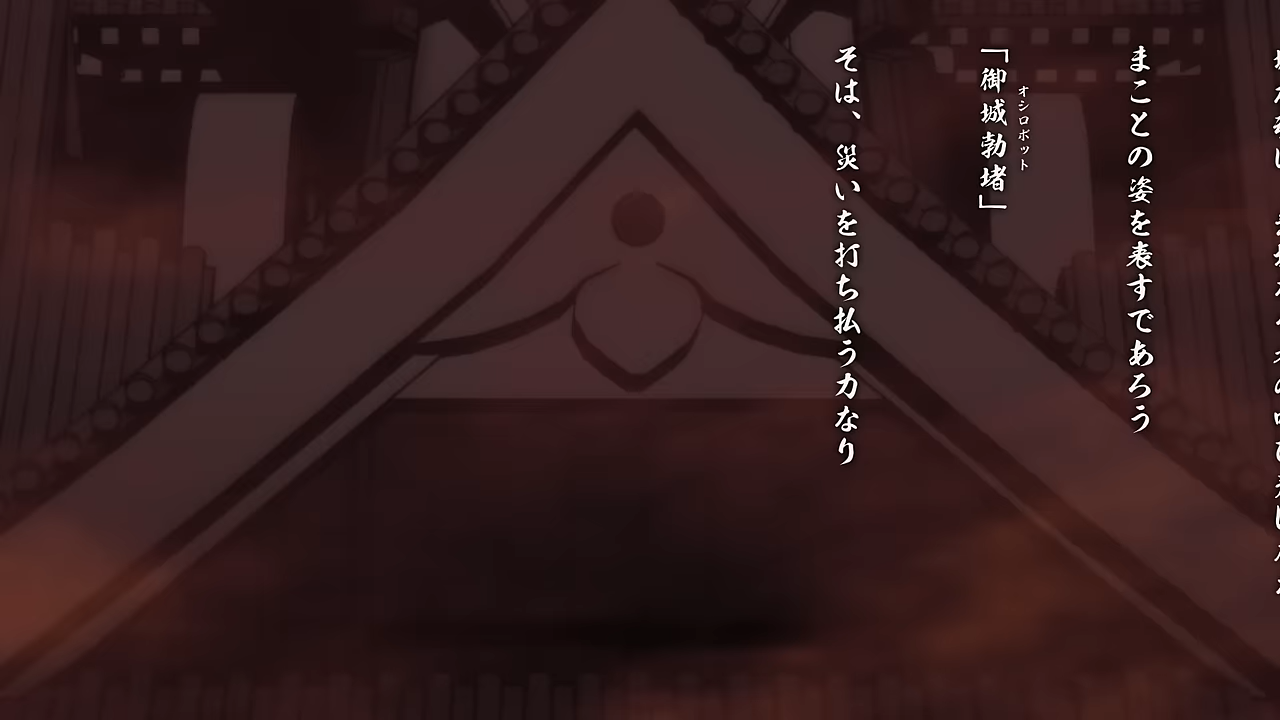 まことの姿を表すであろう
オシロボット
「御城勃堵」
そは、災いを打ち払う力なり